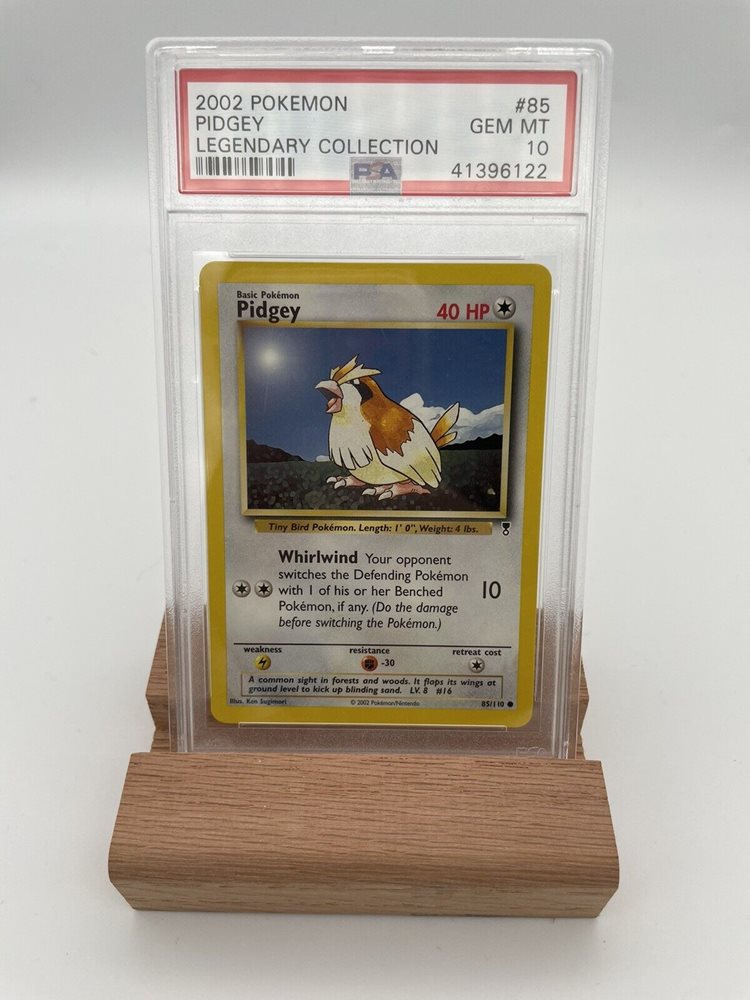 2002 POKEMON #85
PIDGEY GEM MT
LEGENDARY COLLECTION 10
PSA 41396122
Basic Pokémon
Pidgey 40 HP
Tiny Bird Pokémon. Length: 1' 0", Weight: 4 lbs.
Whirlwind Your opponent
switches the Defending Pokémon
with 1 of his or her Benched 10
Pokémon, if any. (Do the damage
before switching the Pokémon.)
weakness resistance retreat cost
-30
A common sight in forests and woods. It flaps its wings at
ground level to kick up blinding sand. LV. 8 #16
Illus. Ken Sugimori © 2002 Pokémon/Nintendo 85/110